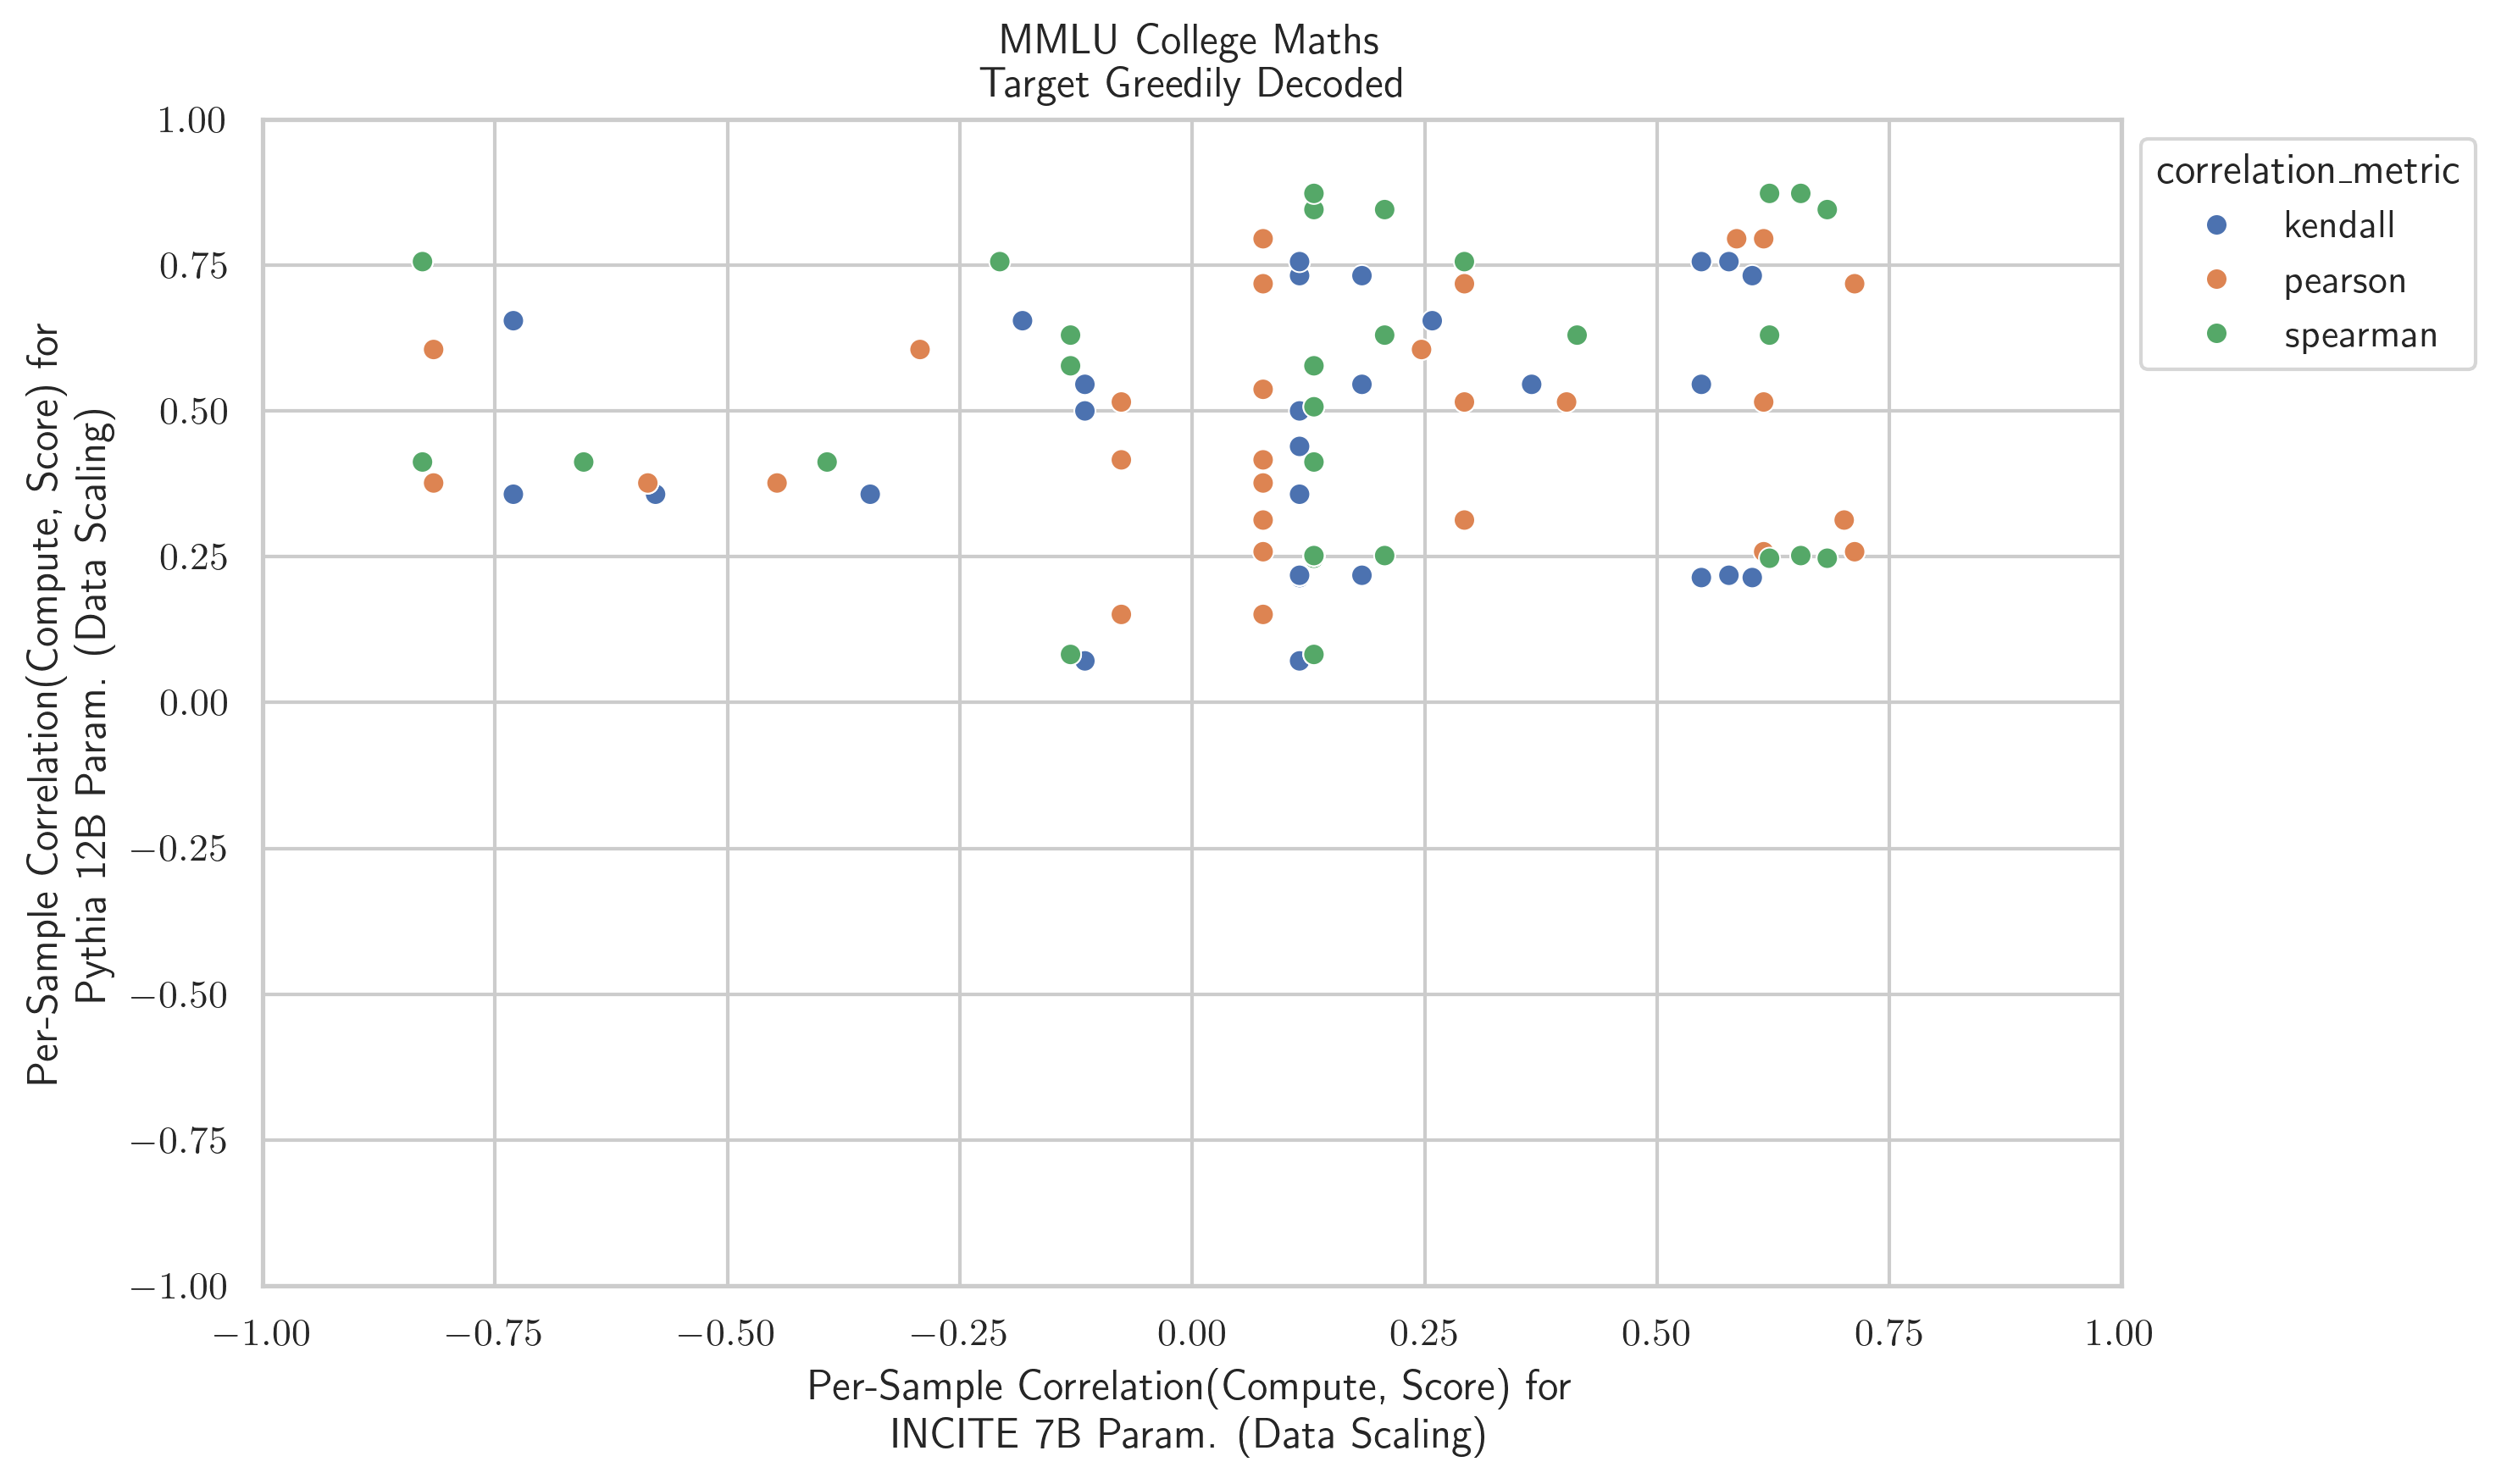 MMLU College Maths
Target Greedily Decoded
1.00
0.75
0.50
0.25
0.00
−0.25
−0.50
−0.75
−1.00
Per-Sample Correlation(Compute, Score) for
Pythia 12B Param. (Data Scaling)
−1.00 −0.75 −0.50 −0.25 0.00 0.25 0.50 0.75 1.00
Per-Sample Correlation(Compute, Score) for
INCITE 7B Param. (Data Scaling)
correlation_metric
kendall
pearson
spearman